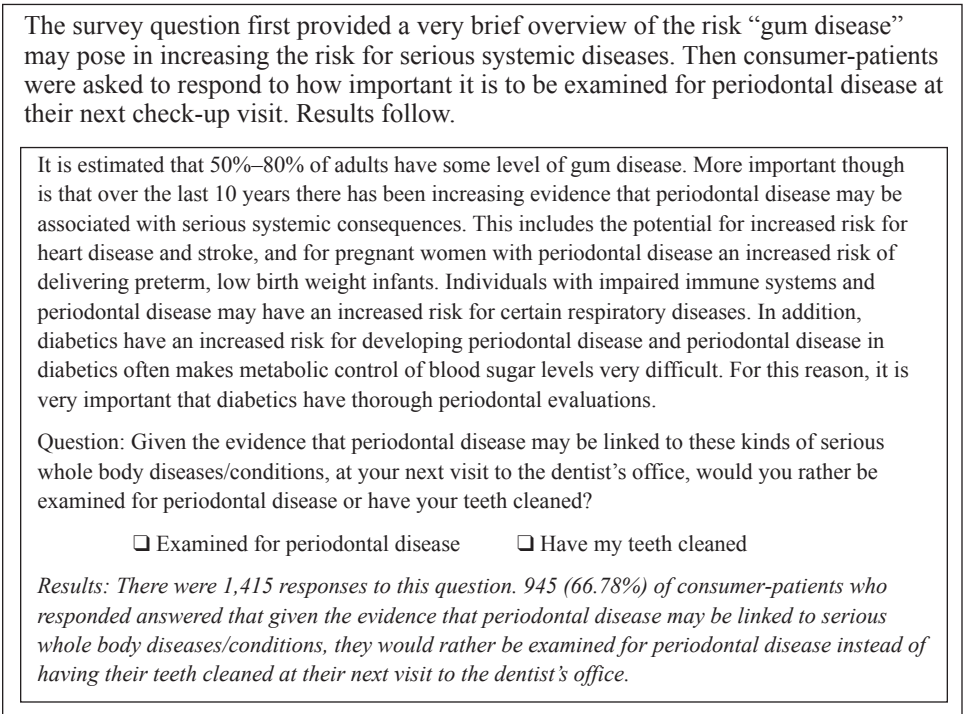 The survey question first provided a very brief overview of the risk “gum disease”
may pose in increasing the risk for serious systemic diseases. Then consumer-patients
were asked to respond to how important it is to be examined for periodontal disease at
their next check-up visit. Results follow.
It is estimated that 50%–80% of adults have some level of gum disease. More important though
is that over the last 10 years there has been increasing evidence that periodontal disease may be
associated with serious systemic consequences. This includes the potential for increased risk for
heart disease and stroke, and for pregnant women with periodontal disease an increased risk of
delivering preterm, low birth weight infants. Individuals with impaired immune systems and
periodontal disease may have an increased risk for certain respiratory diseases. In addition,
diabetics have an increased risk for developing periodontal disease and periodontal disease in
diabetics often makes metabolic control of blood sugar levels very difficult. For this reason, it is
very important that diabetics have thorough periodontal evaluations.
Question: Given the evidence that periodontal disease may be linked to these kinds of serious
whole body diseases/conditions, at your next visit to the dentist’s office, would you rather be
examined for periodontal disease or have your teeth cleaned?
❑ Examined for periodontal disease ❑ Have my teeth cleaned
Results: There were 1,415 responses to this question. 945 (66.78%) of consumer-patients who
responded answered that given the evidence that periodontal disease may be linked to serious
whole body diseases/conditions, they would rather be examined for periodontal disease instead of
having their teeth cleaned at their next visit to the dentist’s office.